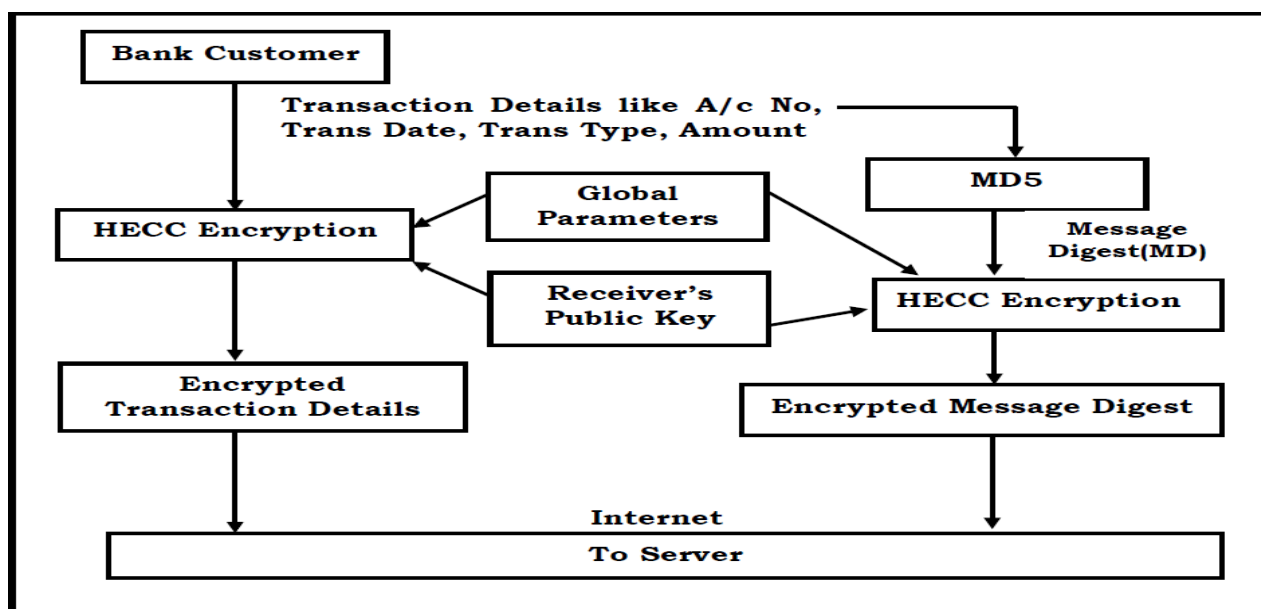 Bank Customer
Transaction Details like A/c No,
Trans Date, Trans Type, Amount
MD5
Global
Parameters
HECC Encryption
Message
Digest(MD)
Receiver's
Public Key
HECC Encryption
Encrypted
Transaction Details
Encrypted Message Digest
Internet
To Server